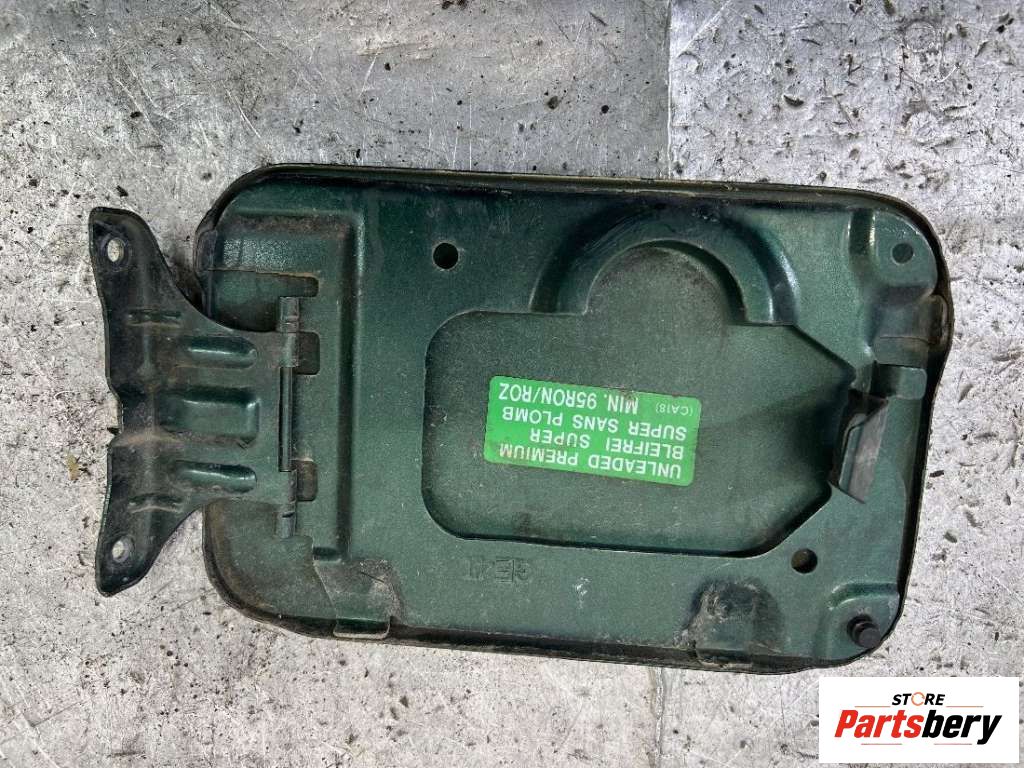 UNLEADED PREMIUM
BLEIFREI SUPER
SUPER SANS PLOMB
MIN. 95RON/ROZ
(CA18)
STORE
Partsbery